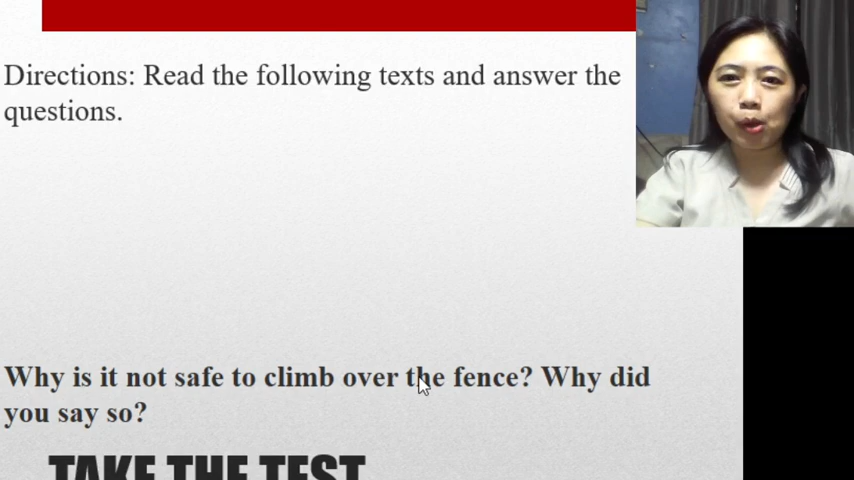 Directions: Read the following texts and answer the
questions.
Why is it not safe to climb over the fence? Why did
you say so?
TAKE THE TEST